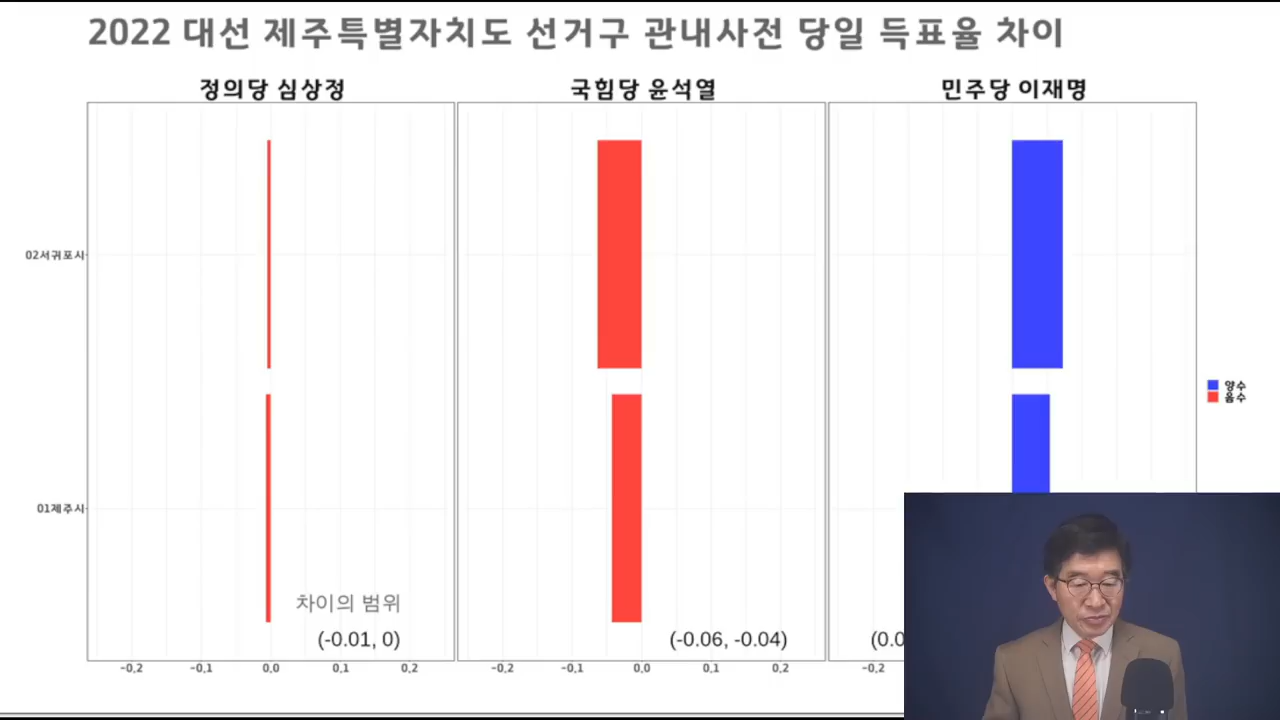 2022 대선 제주특별자치도 선거구 관내사전 당일 득표율 차이
정의당 심상정
국힘당 윤석열
민주당 이재명
02서귀포시
양수
음수
01제주시
차이의 범위
(-0.01, 0)
(-0.06, -0.04)
(0.0
-0.2 -0.1 0.0 0.1 0.2
-0.2 -0.1 0.0 0.1 0.2
-0.2